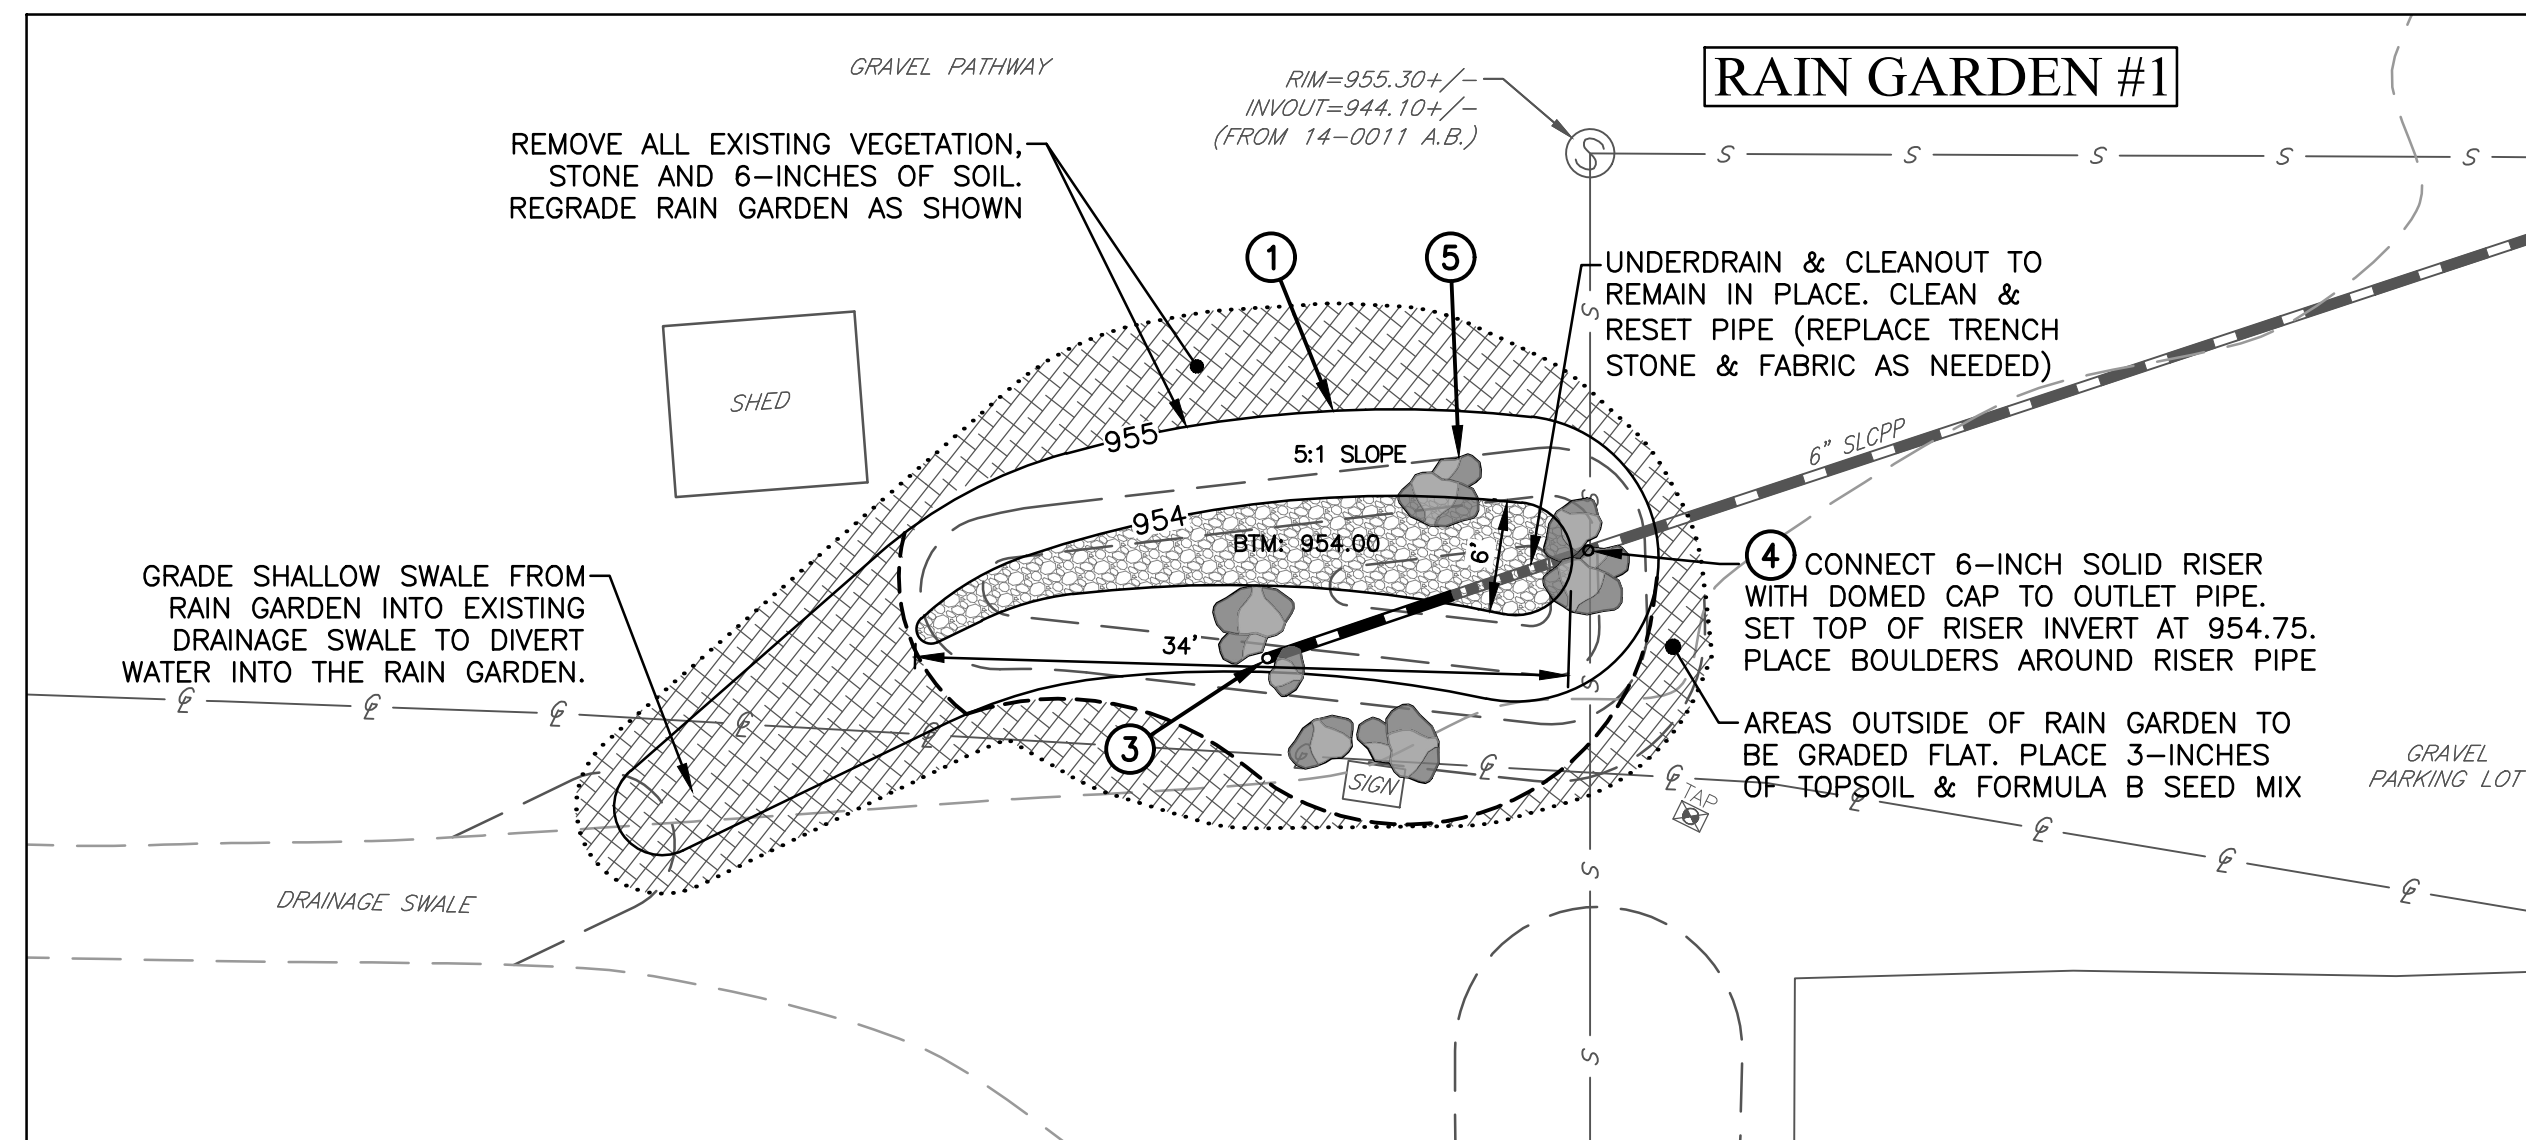 GRAVEL PATHWAY
RIM=955.30+/-
INVOUT=944.10+/-
(FROM 14-0011 A.B.)
RAIN GARDEN #1
S
S S S S S
REMOVE ALL EXISTING VEGETATION,
STONE AND 6-INCHES OF SOIL.
REGRADE RAIN GARDEN AS SHOWN
1
5
UNDERDRAIN & CLEANOUT TO
REMAIN IN PLACE. CLEAN &
RESET PIPE (REPLACE TRENCH
STONE & FABRIC AS NEEDED)
S
SHED
955
5:1 SLOPE
6" SLCPP
S
954
BTM: 954.00
6'
4 CONNECT 6-INCH SOLID RISER
WITH DOMED CAP TO OUTLET PIPE.
SET TOP OF RISER INVERT AT 954.75.
PLACE BOULDERS AROUND RISER PIPE
GRADE SHALLOW SWALE FROM
RAIN GARDEN INTO EXISTING
DRAINAGE SWALE TO DIVERT
WATER INTO THE RAIN GARDEN.
34'
S
℄ ℄ ℄ ℄ ℄ ℄ ℄ ℄ ℄ ℄ ℄ ℄
3
SIGN
TAP
AREAS OUTSIDE OF RAIN GARDEN TO
BE GRADED FLAT. PLACE 3-INCHES
OF TOPSOIL & FORMULA B SEED MIX
GRAVEL
PARKING LOT
S
DRAINAGE SWALE
S